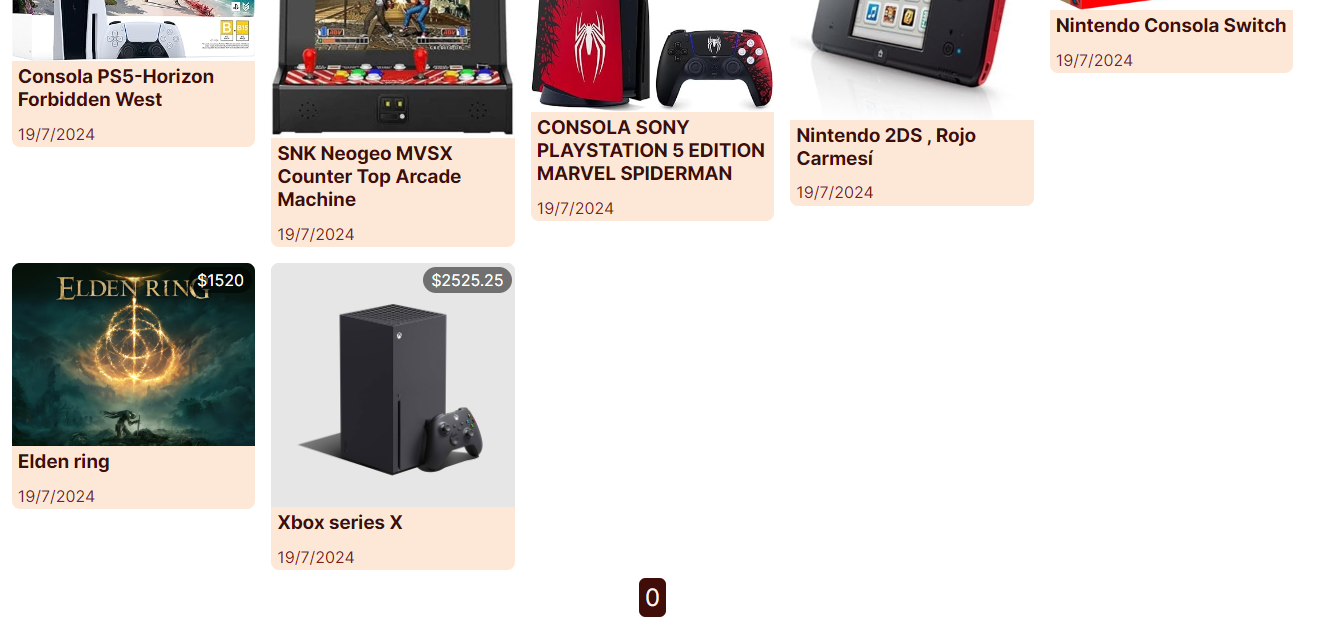 Consola PS5-Horizon
Forbidden West
19/7/2024
SNK Neogeo MVSX
Counter Top Arcade
Machine
19/7/2024
CONSOLA SONY
PLAYSTATION 5 EDITION
MARVEL SPIDERMAN
19/7/2024
Nintendo 2DS , Rojo
Carmesí
19/7/2024
Nintendo Consola Switch
19/7/2024
ELDEN RING
$1520
Elden ring
19/7/2024
$2525.25
Xbox series X
19/7/2024
0